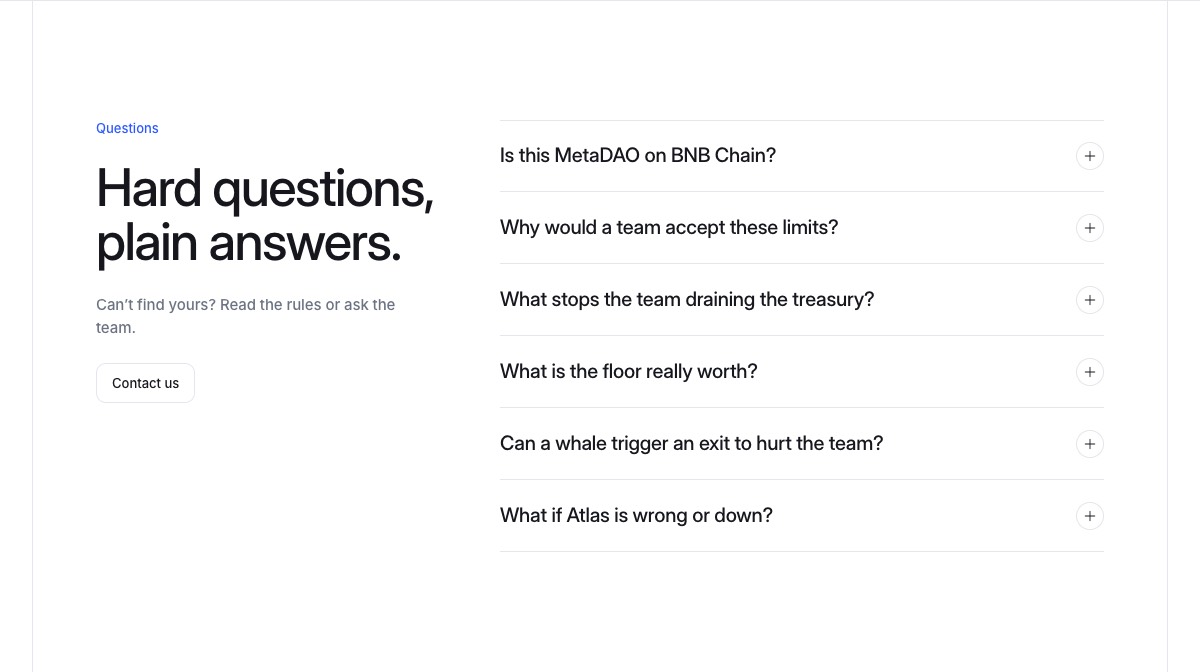 Questions
Hard questions,
plain answers.
Can’t find yours? Read the rules or ask the
team.
Contact us
Is this MetaDAO on BNB Chain?
Why would a team accept these limits?
What stops the team draining the treasury?
What is the floor really worth?
Can a whale trigger an exit to hurt the team?
What if Atlas is wrong or down?